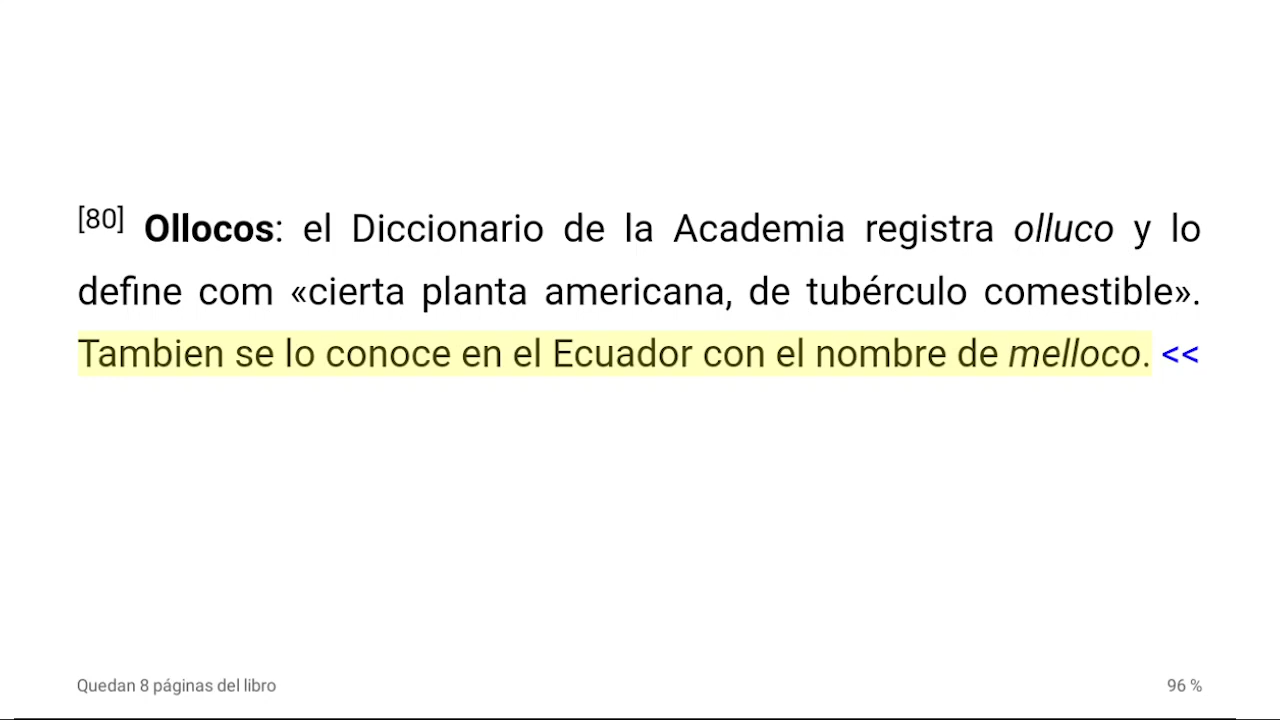 [80] Ollocos: el Diccionario de la Academia registra olluco y lo
define com «cierta planta americana, de tubérculo comestible».
Tambien se lo conoce en el Ecuador con el nombre de melloco. <<
Quedan 8 páginas del libro
96 %